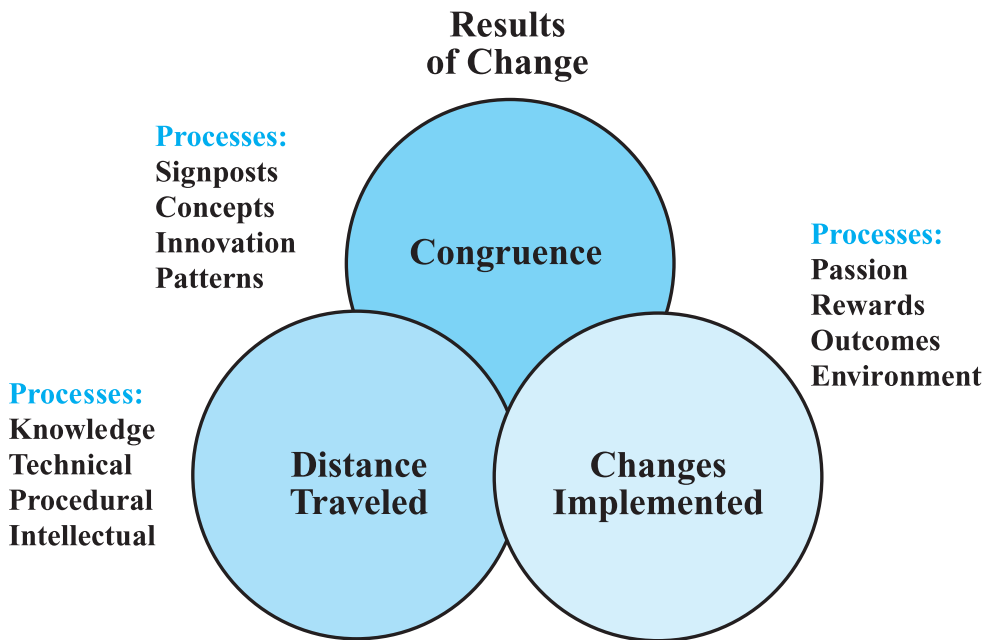 Results
of Change
Processes:
Signposts
Concepts
Innovation
Patterns
Congruence
Processes:
Passion
Rewards
Outcomes
Environment
Processes:
Knowledge
Technical
Procedural
Intellectual
Distance
Traveled
Changes
Implemented